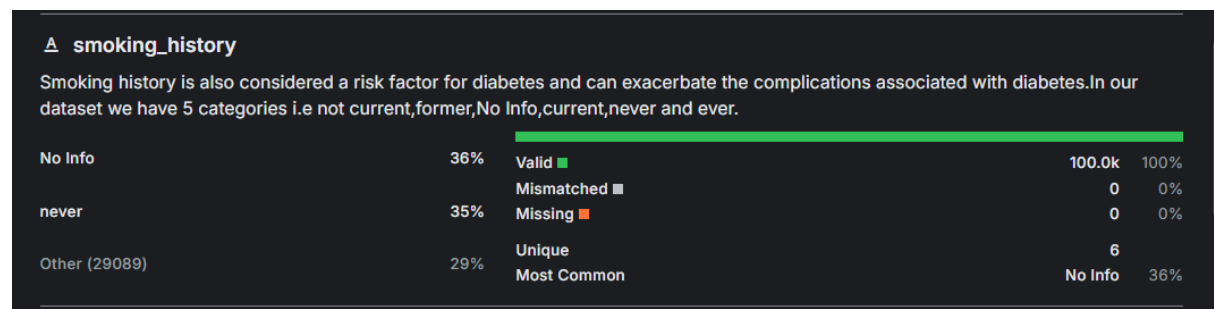 A smoking_history
Smoking history is also considered a risk factor for diabetes and can exacerbate the complications associated with diabetes.In our
dataset we have 5 categories i.e not current,former,No Info,current,never and ever.
No Info 36%
never 35%
Other (29089) 29%
Valid 100.0k 100%
Mismatched 0 0%
Missing 0 0%
Unique 6
Most Common No Info 36%